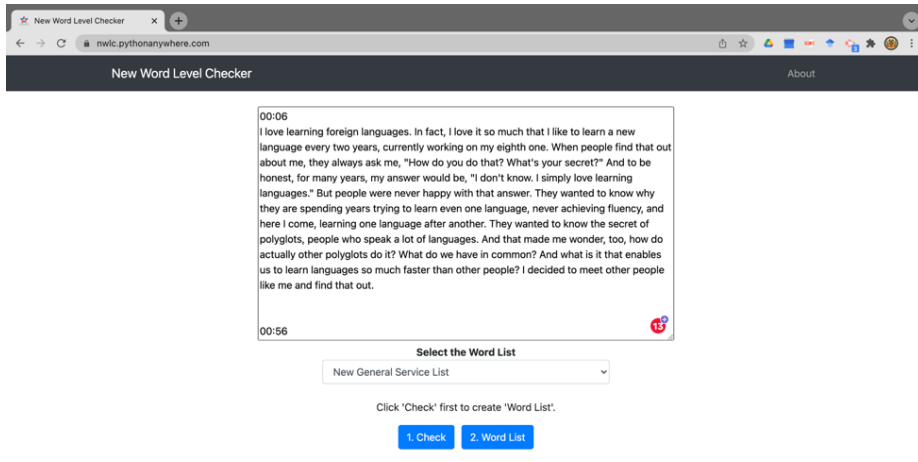 New Word Level Checker
nwlc.pythonanywhere.com
New Word Level Checker
About
00:06
I love learning foreign languages. In fact, I love it so much that I like to learn a new
language every two years, currently working on my eighth one. When people find that out
about me, they always ask me, "How do you do that? What's your secret?" And to be
honest, for many years, my answer would be, "I don't know. I simply love learning
languages." But people were never happy with that answer. They wanted to know why
they are spending years trying to learn even one language, never achieving fluency, and
here I come, learning one language after another. They wanted to know the secret of
polyglots, people who speak a lot of languages. And that made me wonder, too, how do
actually other polyglots do it? What do we have in common? And what is it that enables
us to learn languages so much faster than other people? I decided to meet other people
like me and find that out.
00:56
13
Select the Word List
New General Service List
Click 'Check' first to create 'Word List'.
1. Check
2. Word List